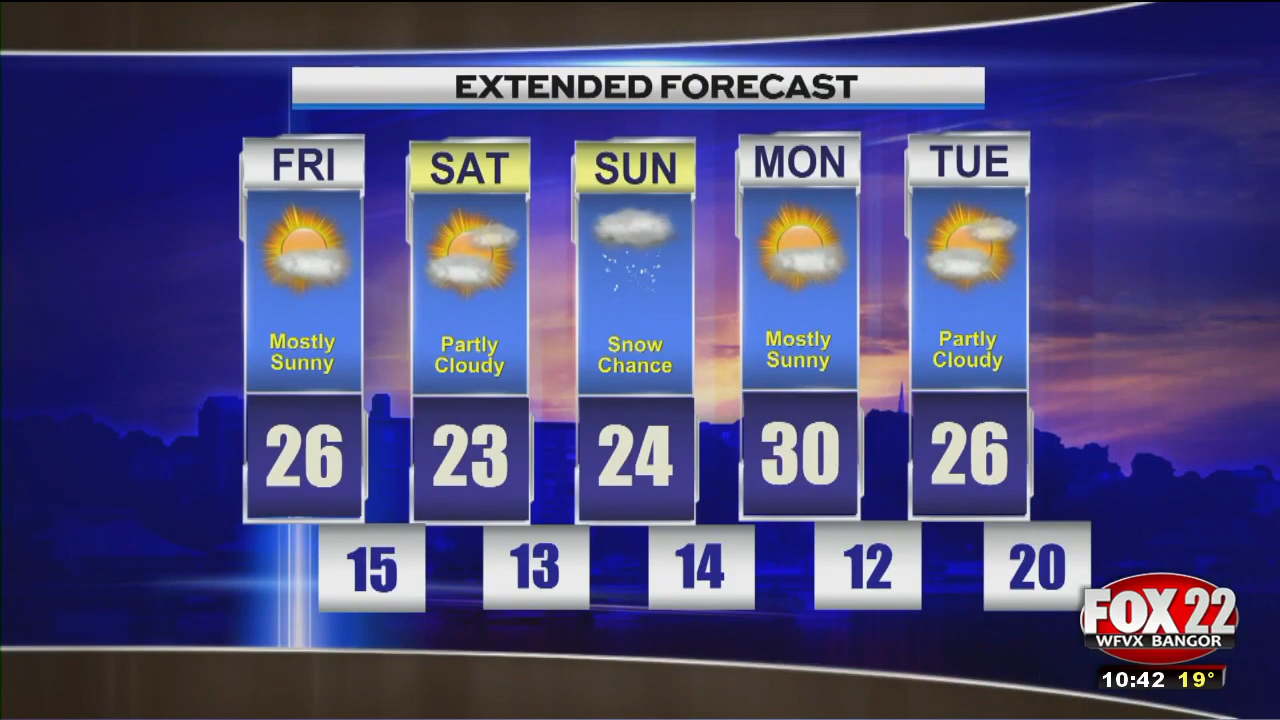 EXTENDED FORECAST
FRI
SAT
SUN
MON
TUE
Mostly
Sunny
Partly
Cloudy
Snow
Chance
Mostly
Sunny
Partly
Cloudy
26
23
24
30
26
15
13
14
12
20
FOX 22
WFVX BANGOR
10:42 19°